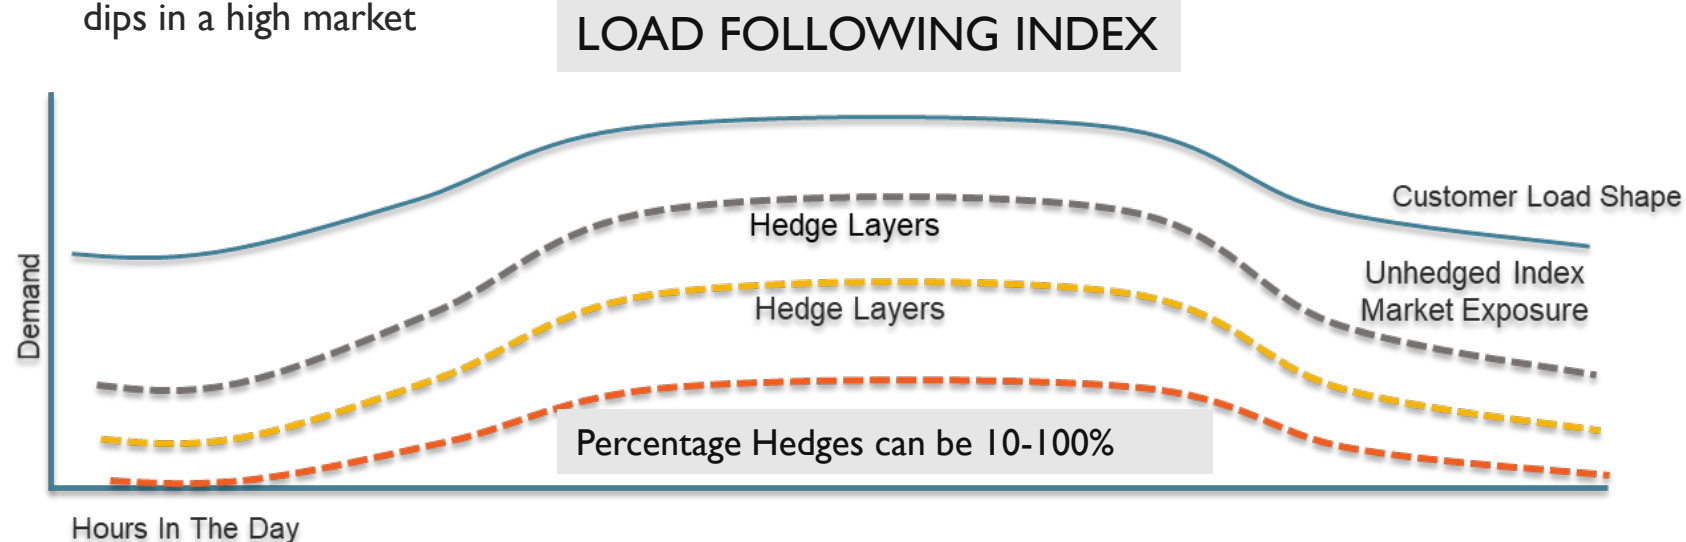 dips in a high market
LOAD FOLLOWING INDEX
Customer Load Shape
Hedge Layers
Unhedged Index
Market Exposure
Hedge Layers
Demand
Percentage Hedges can be 10-100%
Hours In The Day